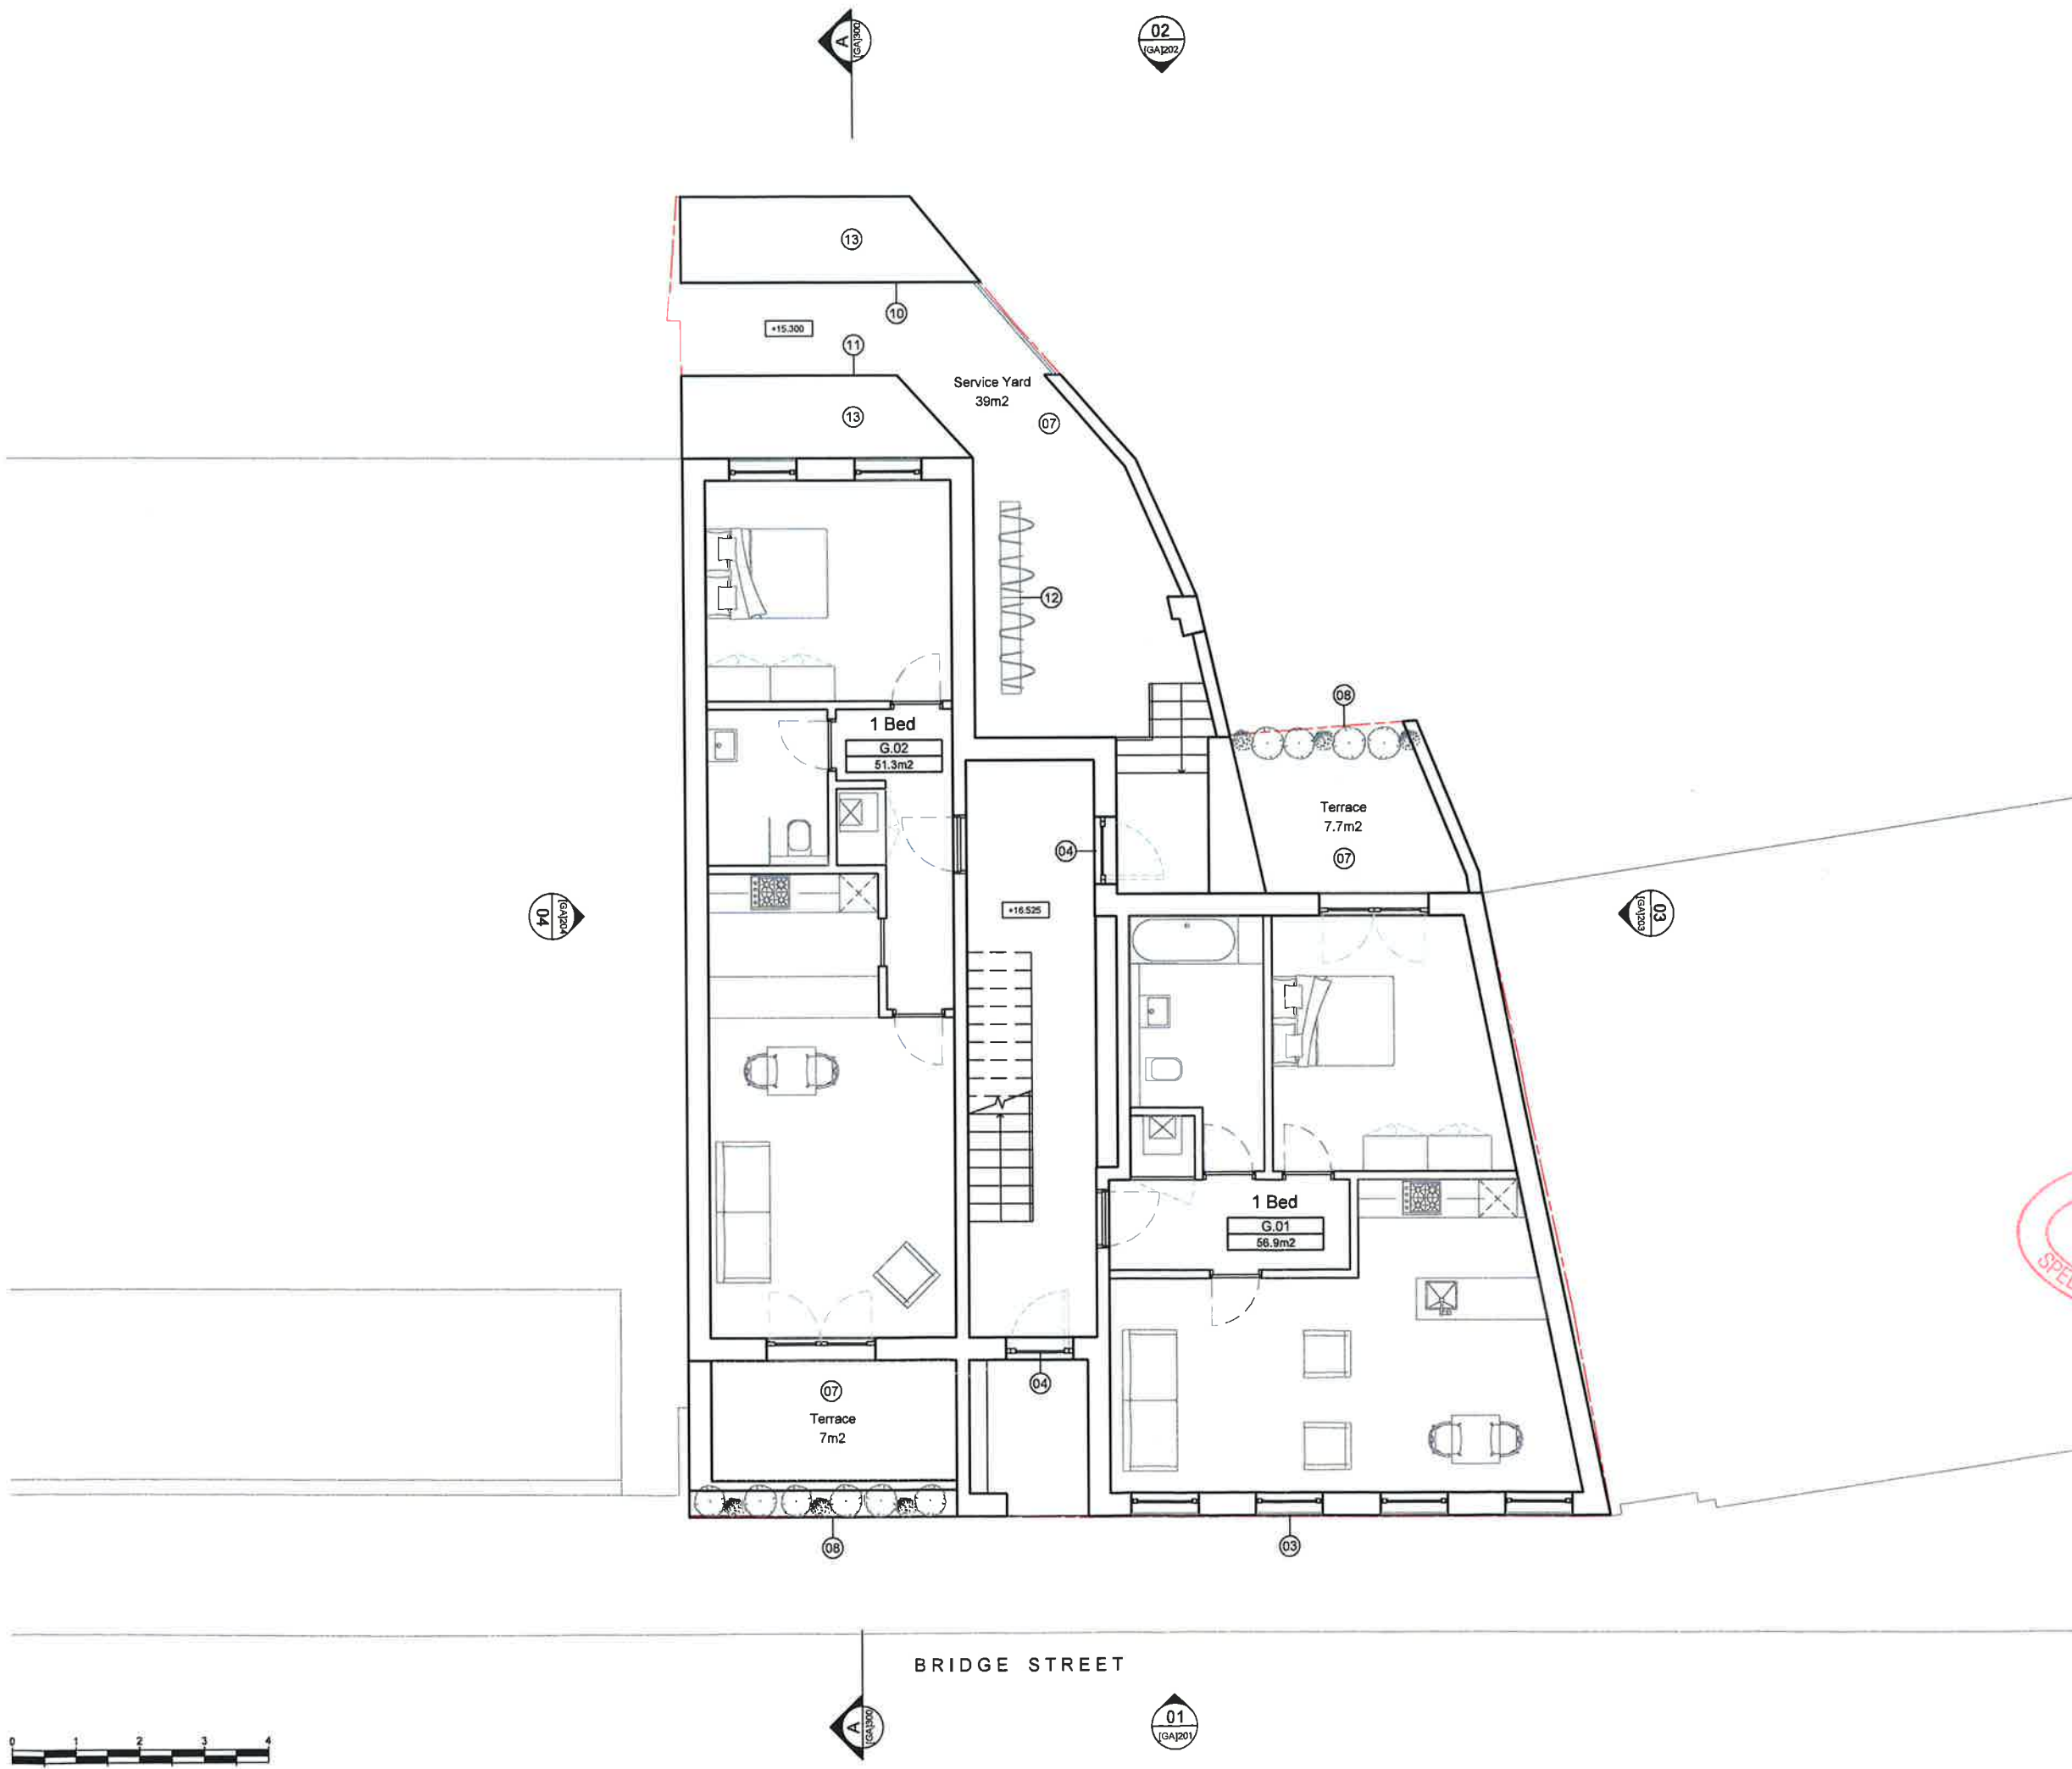 A
[GA]300
02
[GA]202
13
10
+15.300
11
Service Yard
39m2
13
07
12
08
1 Bed
G.02
51.3m2
Terrace
7.7m2
07
04
04
[GA]204
+16.525
03
[GA]203
1 Bed
G.01
56.9m2
04
07
Terrace
7m2
08
03
BRIDGE STREET
A
[GA]300
01
[GA]201
0 1 2 3 4